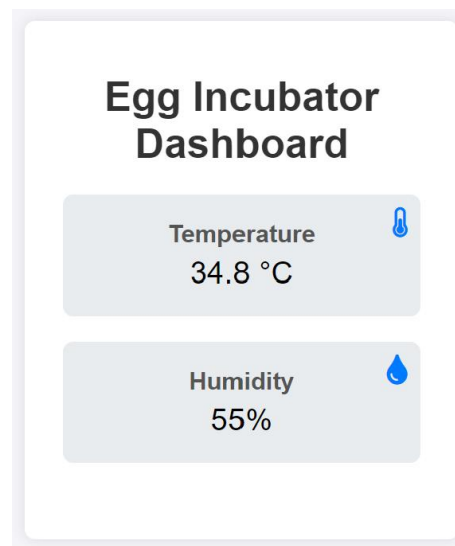 Egg Incubator
Dashboard
Temperature
34.8 °C
Humidity
55%